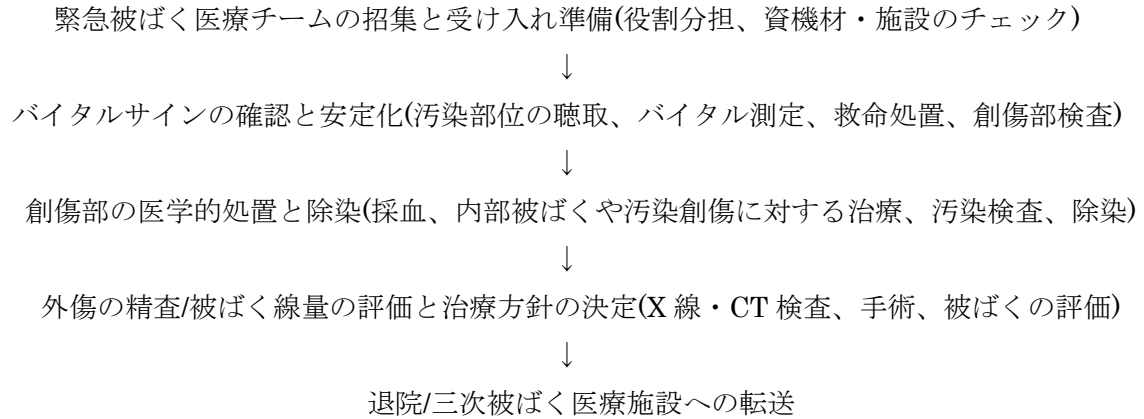 緊急被ばく医療チームの招集と受け入れ準備(役割分担、資機材・施設のチェック)
↓
バイタルサインの確認と安定化(汚染部位の聴取、バイタル測定、救命処置、創傷部検査)
↓
創傷部の医学的処置と除染(採血、内部被ばくや汚染創傷に対する治療、汚染検査、除染)
↓
外傷の精査/被ばく線量の評価と治療方針の決定(X 線・CT 検査、手術、被ばくの評価)
↓
退院/三次被ばく医療施設への転送